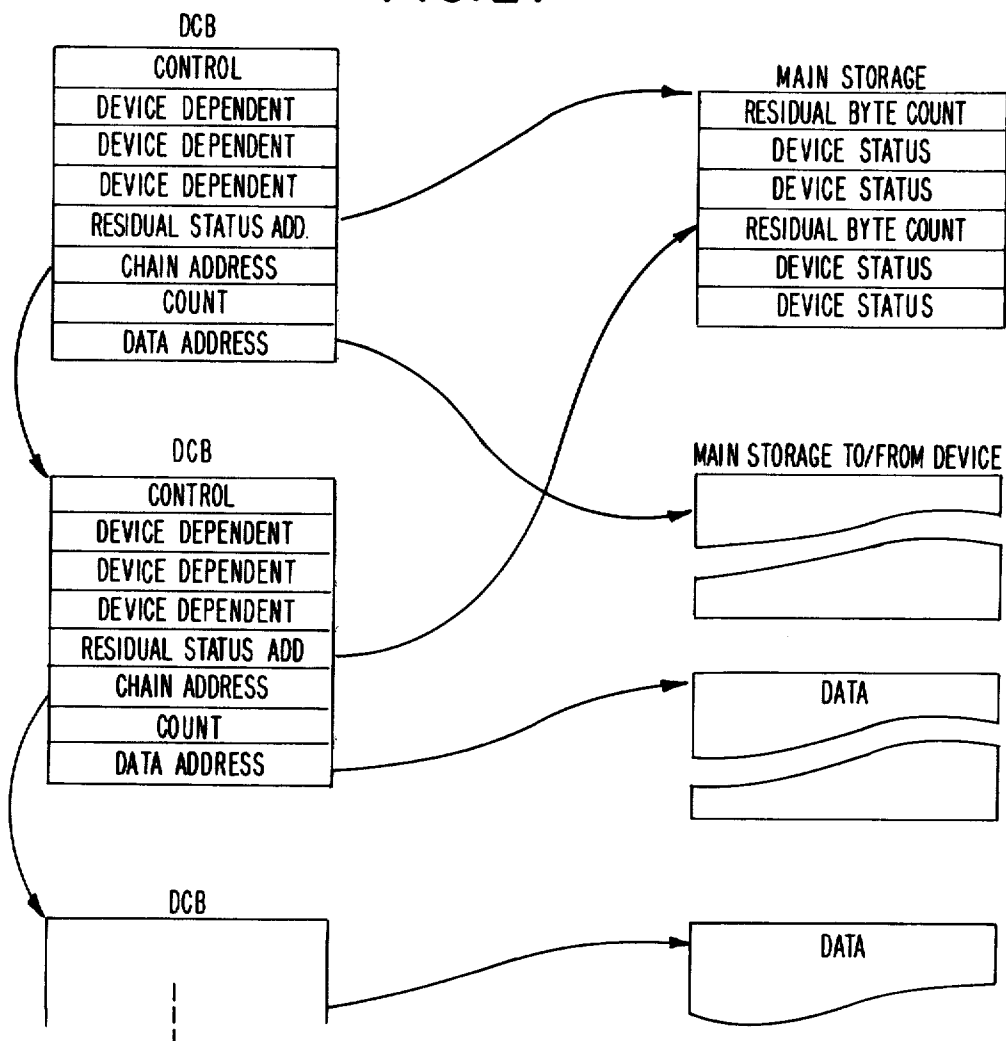 DCB
CONTROL
DEVICE DEPENDENT
DEVICE DEPENDENT
DEVICE DEPENDENT
RESIDUAL STATUS ADD.
CHAIN ADDRESS
COUNT
DATA ADDRESS
MAIN STORAGE
RESIDUAL BYTE COUNT
DEVICE STATUS
DEVICE STATUS
RESIDUAL BYTE COUNT
DEVICE STATUS
DEVICE STATUS
DCB
CONTROL
DEVICE DEPENDENT
DEVICE DEPENDENT
DEVICE DEPENDENT
RESIDUAL STATUS ADD
CHAIN ADDRESS
COUNT
DATA ADDRESS
MAIN STORAGE TO/FROM DEVICE
DATA
DCB
DATA